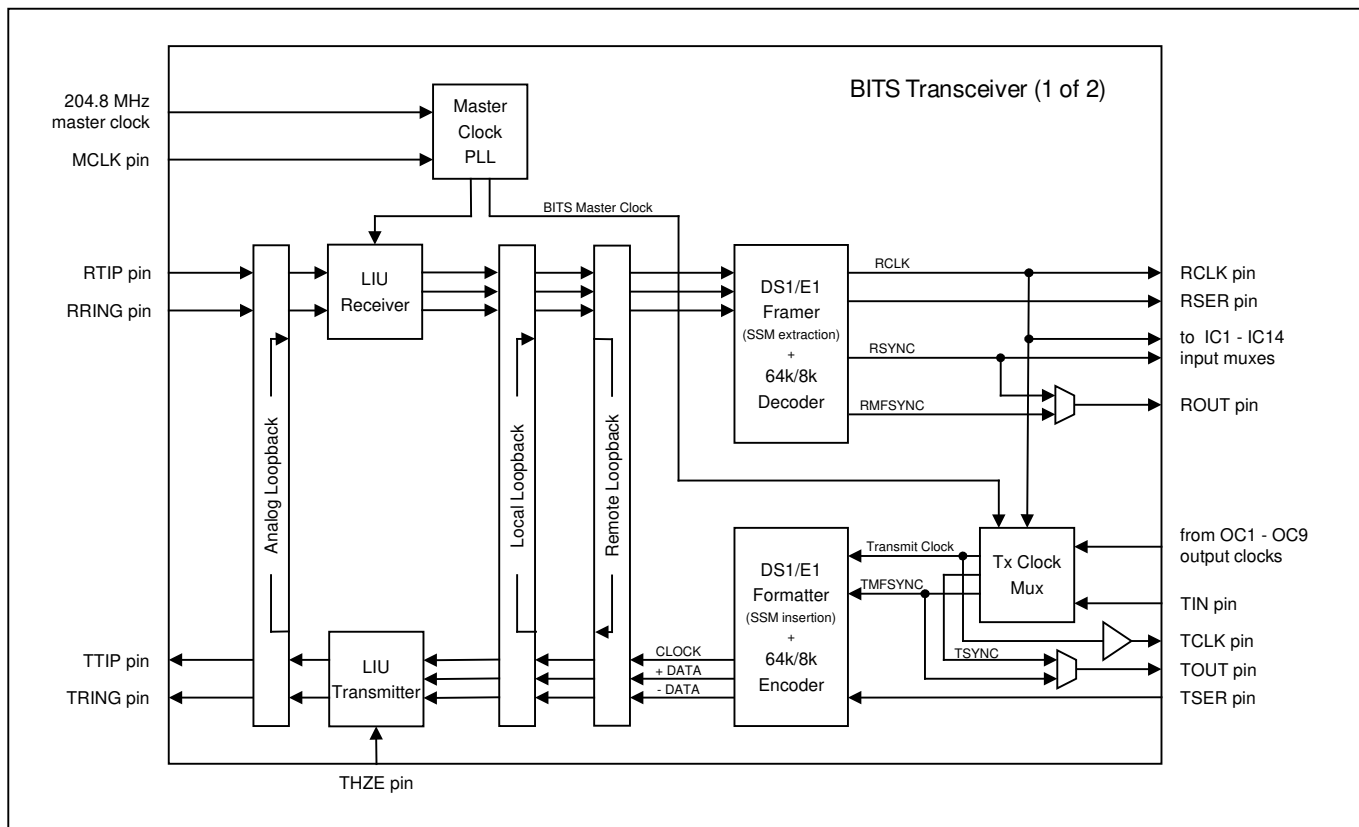 BITS Transceiver (1 of 2)
204.8 MHz
master clock
MCLK pin
Master
Clock
PLL
BITS Master Clock
RTIP pin
RRING pin
LIU
Receiver
DS1/E1
Framer
(SSM extraction)
+
64k/8k
Decoder
RCLK
RSYNC
RMFSYNC
RCLK pin
RSER pin
to IC1 - IC14
input muxes
ROUT pin
Analog Loopback
Local Loopback
Remote Loopback
from OC1 - OC9
output clocks
TIN pin
TCLK pin
TOUT pin
TSER pin
Tx Clock
Mux
Transmit Clock
TMFSYNC
TSYNC
DS1/E1
Formatter
(SSM insertion)
+
64k/8k
Encoder
CLOCK
+ DATA
- DATA
LIU
Transmitter
TTIP pin
TRING pin
THZE pin